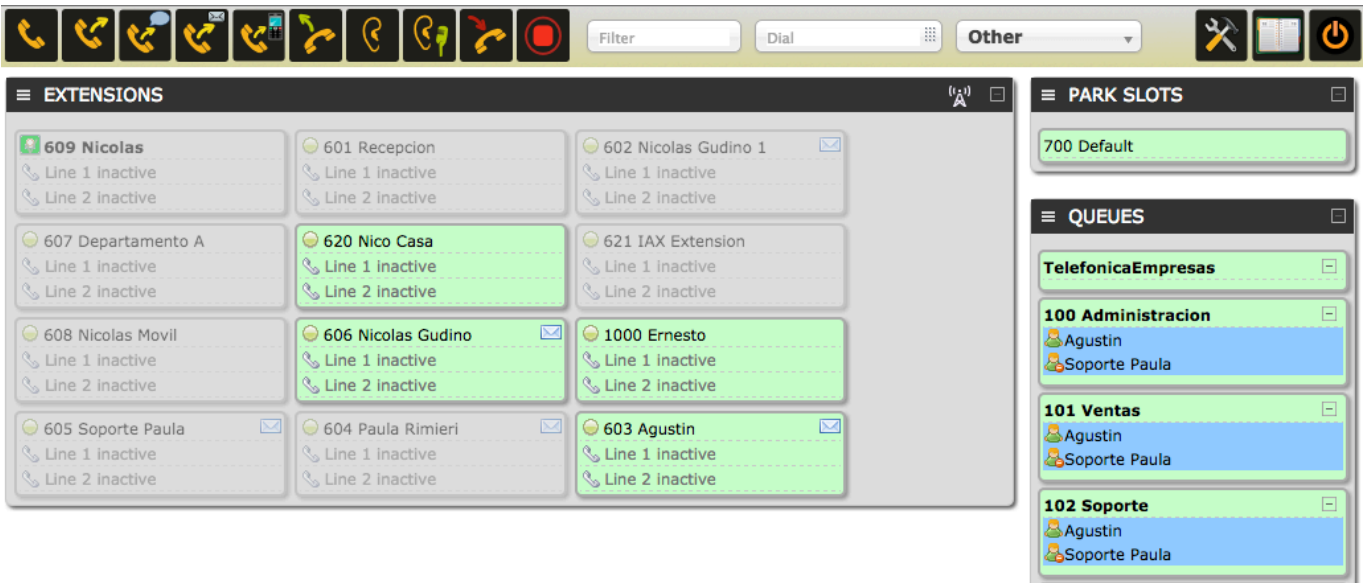 Filter
Dial
Other
EXTENSIONS
609 Nicolas
Line 1 inactive
Line 2 inactive
601 Recepcion
Line 1 inactive
Line 2 inactive
602 Nicolas Gudino 1
Line 1 inactive
Line 2 inactive
607 Departamento A
Line 1 inactive
Line 2 inactive
620 Nico Casa
Line 1 inactive
Line 2 inactive
621 IAX Extension
Line 1 inactive
Line 2 inactive
608 Nicolas Movil
Line 1 inactive
Line 2 inactive
606 Nicolas Gudino
Line 1 inactive
Line 2 inactive
1000 Ernesto
Line 1 inactive
Line 2 inactive
605 Soporte Paula
Line 1 inactive
Line 2 inactive
604 Paula Rimieri
Line 1 inactive
Line 2 inactive
603 Agustin
Line 1 inactive
Line 2 inactive
PARK SLOTS
700 Default
QUEUES
TelefonicaEmpresas
100 Administracion
Agustin
Soporte Paula
101 Ventas
Agustin
Soporte Paula
102 Soporte
Agustin
Soporte Paula